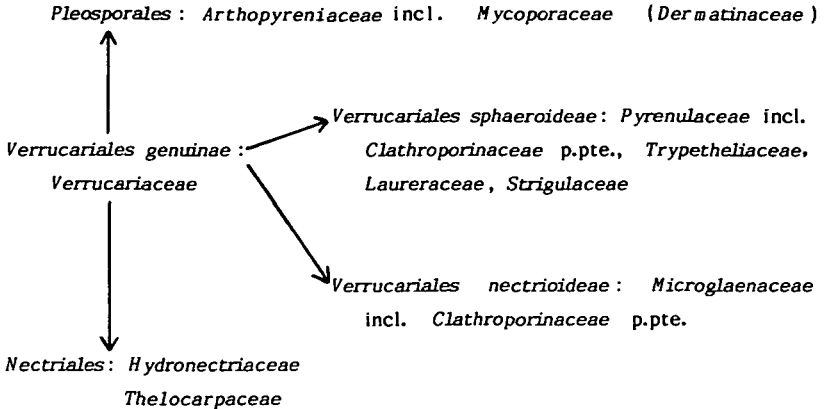 Pleosporales: Arthopyreniaceae incl. Mycoporaceae (Dermatinaceae)
Verrucariales sphaeroideae: Pyrenulaceae incl.
Clathroporinaceae p.pte., Trypetheliaceae,
Laureraceae, Strigulaceae
Verrucariales genuinae:
Verrucariaceae
Verrucariales nectrioideae: Microglaenaceae
incl. Clathroporinaceae p.pte.
Nectriales: Hydronectriaceae
Thelocarpaceae